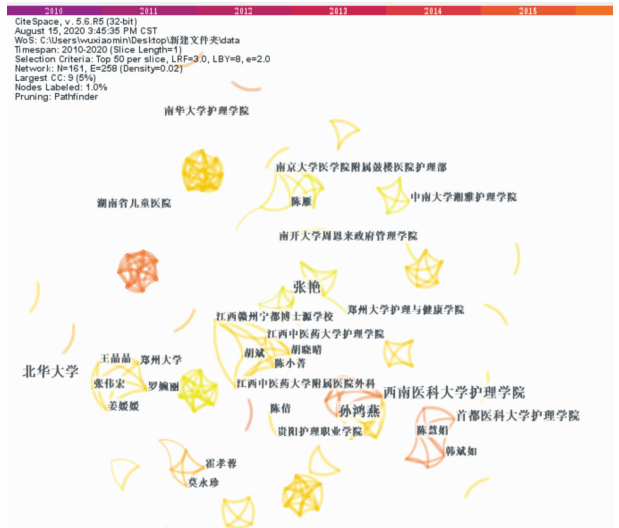 2010 2011 2012 2013 2014 2015
CiteSpace, v. 5.6.R5 (32-bit)
August 15, 2020 3:45:35 PM CST
WoS: C:\Users\wuxiaomin\Desktop\新建文件夹\data
Timespan: 2010-2020 (Slice Length=1)
Selection Criteria: Top 50 per slice, LRF=3.0, LBY=8, e=2.0
Network: N=161, E=258 (Density=0.02)
Largest CC: 9 (5%)
Nodes Labeled: 1.0%
Pruning: Pathfinder
南华大学护理学院
南京大学医学院附属鼓楼医院护理部
陈雁
中南大学湘雅护理学院
湖南省儿童医院
南开大学周恩来政府管理学院
张艳
郑州大学护理与健康学院
江西赣州宁都博士源学校
江西中医药大学护理学院
胡斌
胡晓晴
陈小菁
王晶晶
郑州大学
北华大学
张伟宏
罗婉丽
江西中医药大学附属医院外科
西南医科大学护理学院
姜媛媛
陈倩
孙鸿燕
首都医科大学护理学院
贵阳护理职业学院
陈慧娟
韩斌如
霍孝蓉
莫永珍